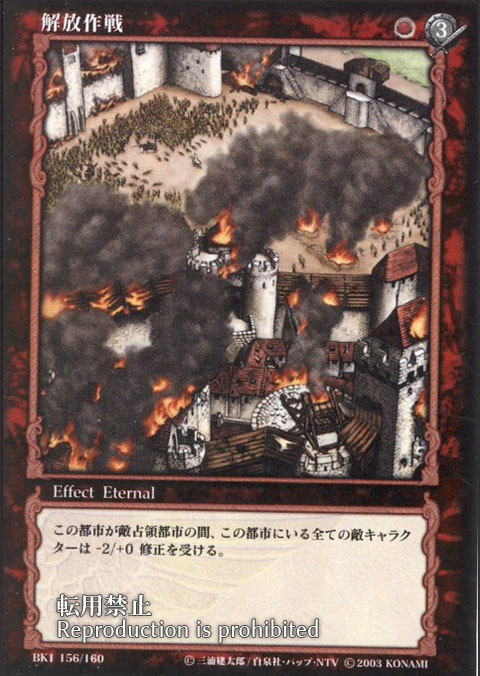 解放作戦
3
Effect Eternal
この都市が敵占領都市の間、この都市にいる全ての敵キャラク
ターは -2/+0 修正を受ける。
転用禁止
Reproduction is prohibited
BK1 156/160
© 三浦建太郎/白泉社・バップ・NTV © 2003 KONAMI